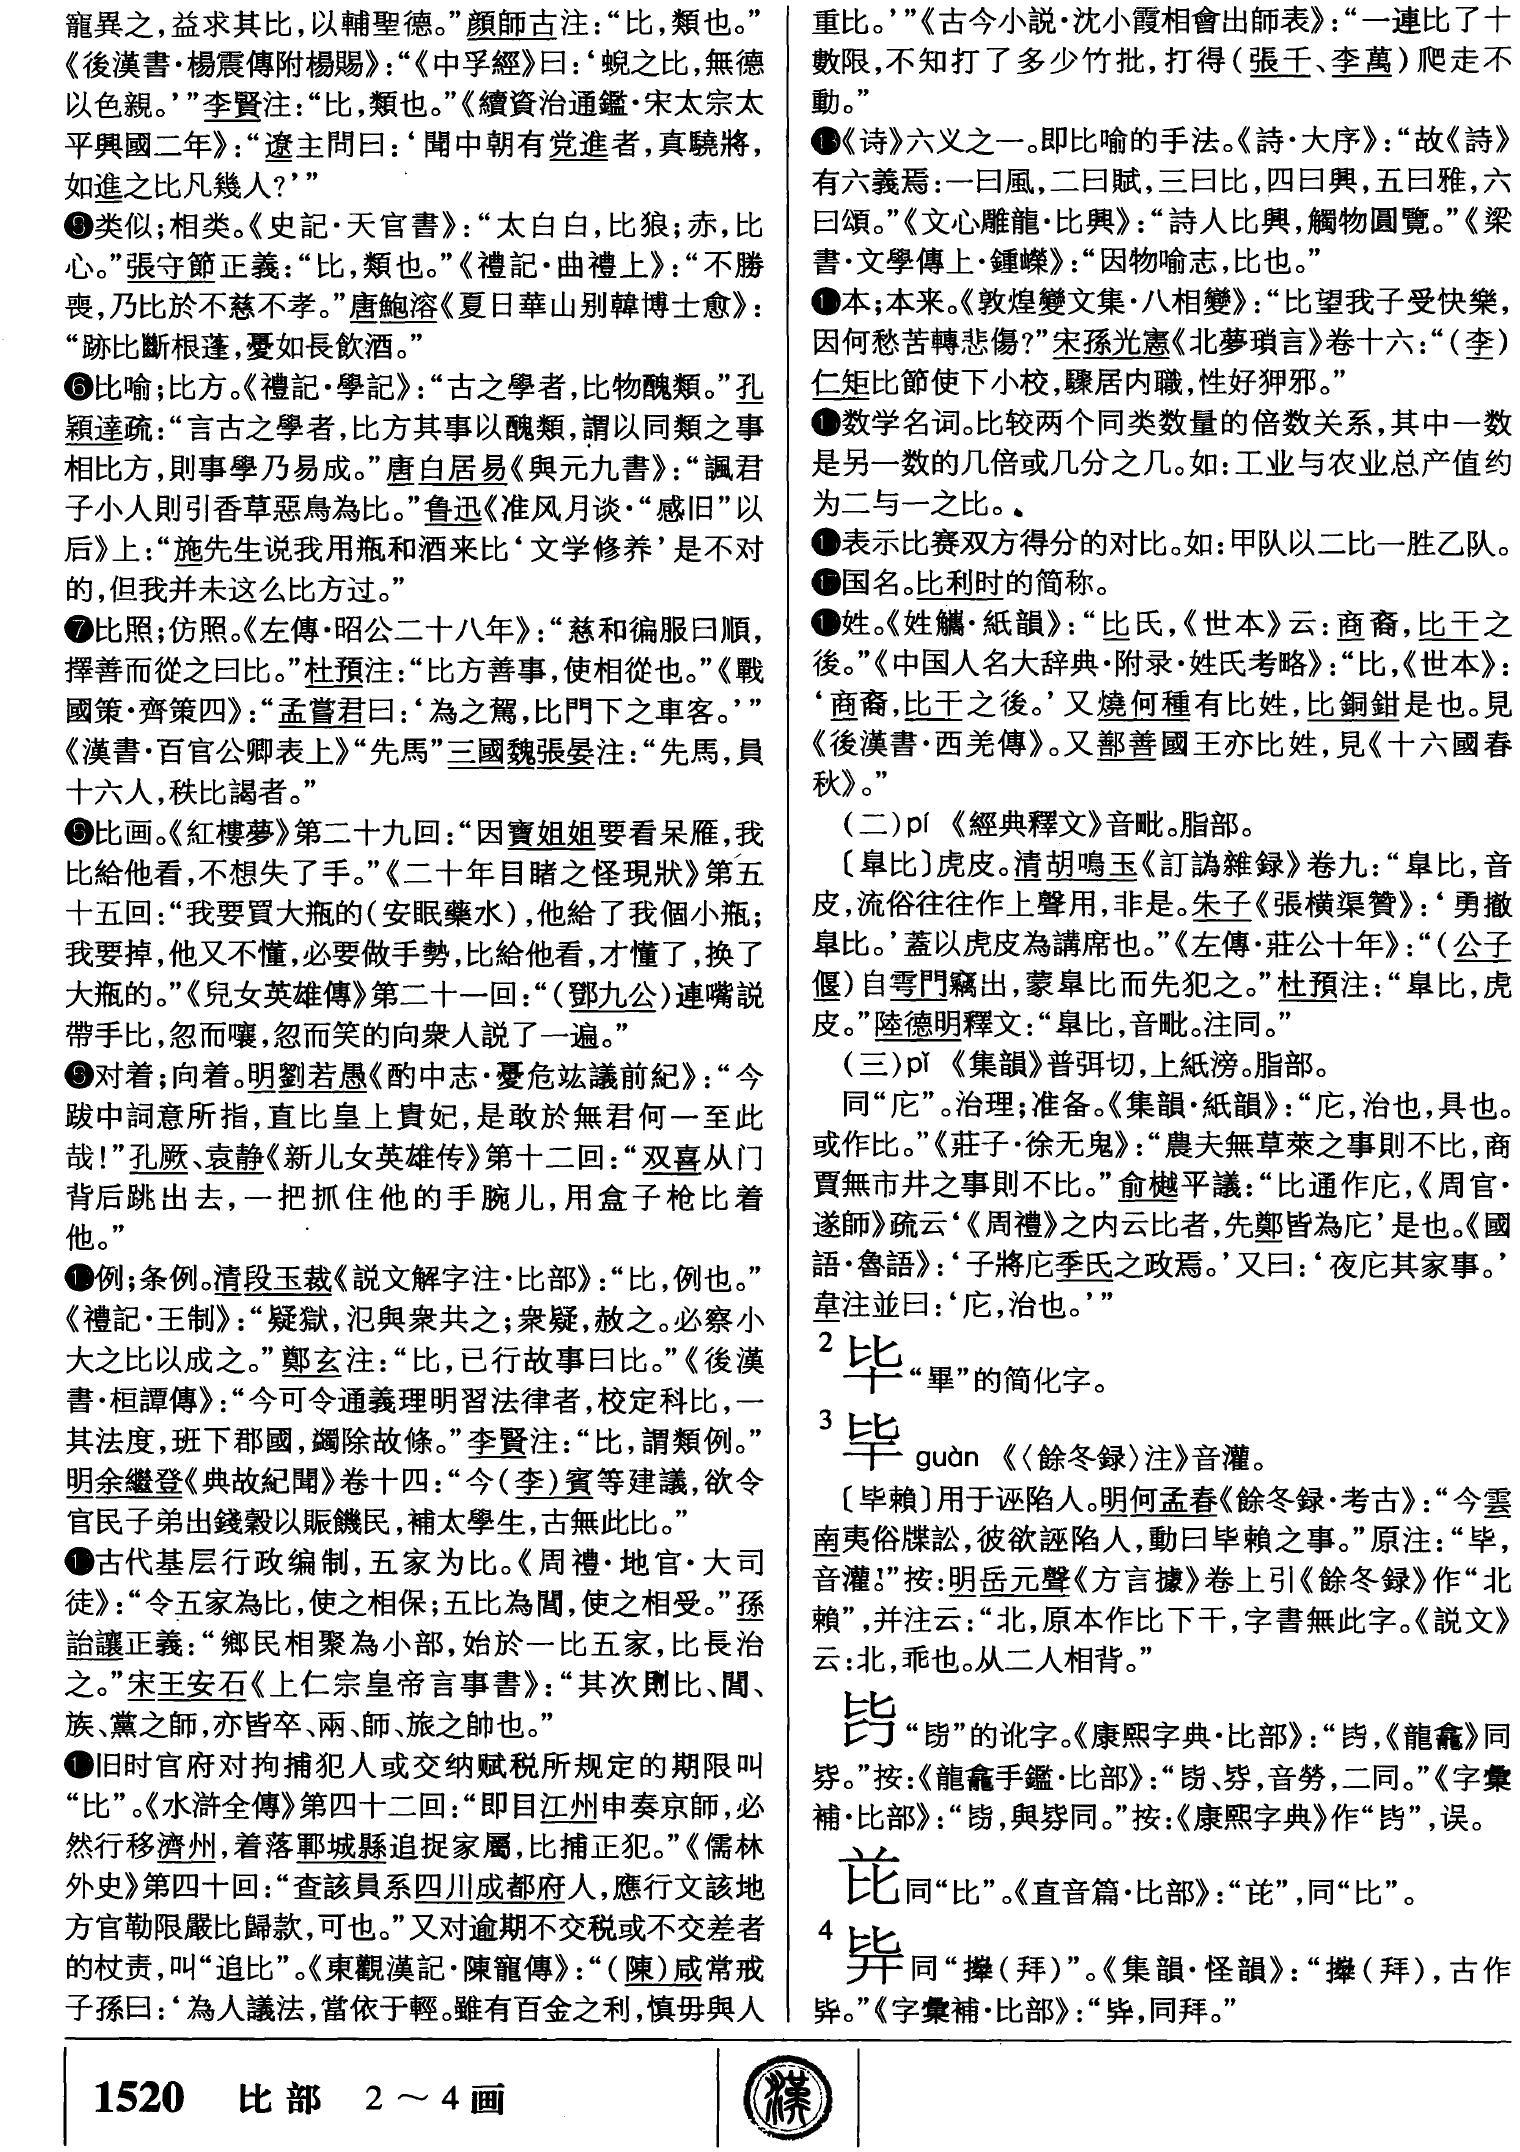 寵異之,益求其比,以輔聖德。”顔師古注:“比,類也。”
《後漢書·楊震傳附楊賜》:“《中孚經》曰:‘蜺之比,無德
以色親。’”李賢注:“比,類也。”《續資治通鑑·宋太宗太
平興國二年》:“遼主問曰:‘聞中朝有党進者,真驍將,
如進之比凡幾人?’”
❺类似;相类。《史記·天官書》:“太白白,比狼;赤,比
心。”張守節正義:“比,類也。”《禮記·曲禮上》:“不勝
喪,乃比於不慈不孝。”唐鮑溶《夏日華山别韓博士愈》:
“跡比斷根蓬,憂如長飲酒。”
❻比喻;比方。《禮記·學記》:“古之學者,比物醜類。”孔
穎達疏:“言古之學者,比方其事以醜類,謂以同類之事
相比方,則事學乃易成。”唐白居易《與元九書》:“諷君
子小人則引香草惡鳥為比。”鲁迅《准风月谈·“感旧”以
后》上:“施先生说我用瓶和酒来比‘文学修养’是不对
的,但我并未这么比方过。”
❼比照;仿照。《左傳·昭公二十八年》:“慈和徧服曰順,
擇善而從之曰比。”杜預注:“比方善事,使相從也。”《戰
國策·齊策四》:“孟嘗君曰:‘為之駕,比門下之車客。’”
《漢書·百官公卿表上》“先馬”三國魏張晏注:“先馬,員
十六人,秩比謁者。”
❽比画。《紅樓夢》第二十九回:“因寶姐姐要看呆雁,我
比給他看,不想失了手。”《二十年目睹之怪現狀》第五
十五回:“我要買大瓶的(安眠藥水),他給了我個小瓶;
我要掉,他又不懂,必要做手勢,比給他看,才懂了,换了
大瓶的。”《兒女英雄傳》第二十一回:“(鄧九公)連嘴説
帶手比,忽而嚷,忽而笑的向衆人説了一遍。”
❾对着;向着。明劉若愚《酌中志·憂危竑議前紀》:“今
跋中詞意所指,直比皇上貴妃,是敢於無君何一至此
哉!”孔厥、袁静《新儿女英雄传》第十二回:“双喜从门
背后跳出去,一把抓住他的手腕儿,用盒子枪比着
他。”
❿例;条例。清段玉裁《説文解字注·比部》:“比,例也。”
《禮記·王制》:“疑獄,氾與衆共之;衆疑,赦之。必察小
大之比以成之。”鄭玄注:“比,已行故事曰比。”《後漢
書·桓譚傳》:“今可令通義理明習法律者,校定科比,一
其法度,班下郡國,蠲除故條。”李賢注:“比,謂類例。”
明余繼登《典故紀聞》卷十四:“今(李)賓等建議,欲令
官民子弟出錢穀以賑饑民,補太學生,古無此比。”
⓫古代基层行政编制,五家为比。《周禮·地官·大司
徒》:“令五家為比,使之相保;五比為閭,使之相受。”孫
詒讓正義:“鄉民相聚為小部,始於一比五家,比長治
之。”宋王安石《上仁宗皇帝言事書》:“其次則比、閭、
族、黨之師,亦皆卒、兩、師、旅之帥也。”
⓬旧时官府对拘捕犯人或交纳赋税所规定的期限叫
“比”。《水滸全傳》第四十二回:“即目江州申奏京師,必
然行移濟州,着落鄆城縣追捉家屬,比捕正犯。”《儒林
外史》第四十回:“查該員系四川成都府人,應行文該地
方官勒限嚴比歸款,可也。”又对逾期不交税或不交差者
的杖责,叫“追比”。《東觀漢記·陳寵傳》:“(陳)咸常戒
子孫曰:‘為人議法,當依于輕。雖有百金之利,慎毋與人
重比。’”《古今小説·沈小霞相會出師表》:“一連比了十
數限,不知打了多少竹批,打得(張千、李萬)爬走不
動。”
⓭《诗》六义之一。即比喻的手法。《詩·大序》:“故《詩》
有六義焉:一曰風,二曰賦,三曰比,四曰興,五曰雅,六
曰頌。”《文心雕龍·比興》:“詩人比興,觸物圓覽。”《梁
書·文學傳上·鍾嶸》:“因物喻志,比也。”
⓮本;本来。《敦煌變文集·八相變》:“比望我子受快樂,
因何愁苦轉悲傷?”宋孫光憲《北夢瑣言》卷十六:“(李)
仁矩比節使下小校,驟居内職,性好狎邪。”
⓯数学名词。比较两个同类数量的倍数关系,其中一数
是另一数的几倍或几分之几。如:工业与农业总产值约
为二与一之比。
⓰表示比赛双方得分的对比。如:甲队以二比一胜乙队。
⓱国名。比利时的简称。
⓲姓。《姓觿·紙韻》:“比氏,《世本》云:商裔,比干之
後。”《中国人名大辞典·附录·姓氏考略》:“比,《世本》:
‘商裔,比干之後。’又燒何種有比姓,比銅鉗是也。見
《後漢書·西羌傳》。又鄯善國王亦比姓,見《十六國春
秋》。”
(二)pí 《經典釋文》音毗。脂部。
〔皐比〕虎皮。清胡鳴玉《訂譌雜録》卷九:“皐比,音
皮,流俗往往作上聲用,非是。朱子《張横渠贊》:‘勇撤
皐比。’蓋以虎皮為講席也。”《左傳·莊公十年》:“(公子
偃)自雩門竊出,蒙皐比而先犯之。”杜預注:“皐比,虎
皮。”陸德明釋文:“皐比,音毗。注同。”
(三)pǐ 《集韻》普弭切,上紙滂。脂部。
同“庀”。治理;准备。《集韻·紙韻》:“庀,治也,具也。
或作比。”《莊子·徐无鬼》:“農夫無草萊之事則不比,商
賈無市井之事則不比。”俞樾平議:“比通作庀,《周官·
遂師》疏云‘《周禮》之内云比者,先鄭皆為庀’是也。《國
語·魯語》:‘子將庀季氏之政焉。’又曰:‘夜庀其家事。’
韋注並曰:‘庀,治也。’”
2 毕 “畢”的简化字。
3 guàn 《〈餘冬録〉注》音灌。
〔賴〕用于诬陷人。明何孟春《餘冬録·考古》:“今雲
南夷俗牒訟,彼欲誣陷人,動曰賴之事。”原注:“,
音灌。”按:明岳元聲《方言據》卷上引《餘冬録》作“北
賴”,并注云:“北,原本作比下干,字書無此字。《説文》
云:北,乖也。从二人相背。”
“”的讹字。《康熙字典·比部》:“,《龍龕》同
。”按:《龍龕手鑑·比部》:“、,音勞,二同。”《字彙
補·比部》:“,與同。”按:《康熙字典》作“”,误。
同“比”。《直音篇·比部》:“”,同“比”。
4 同“𢳎(拜)”。《集韻·怪韻》:“(拜),古作
。”《字彙補·比部》:“,同拜。”
1520 比部 2～4画
漢